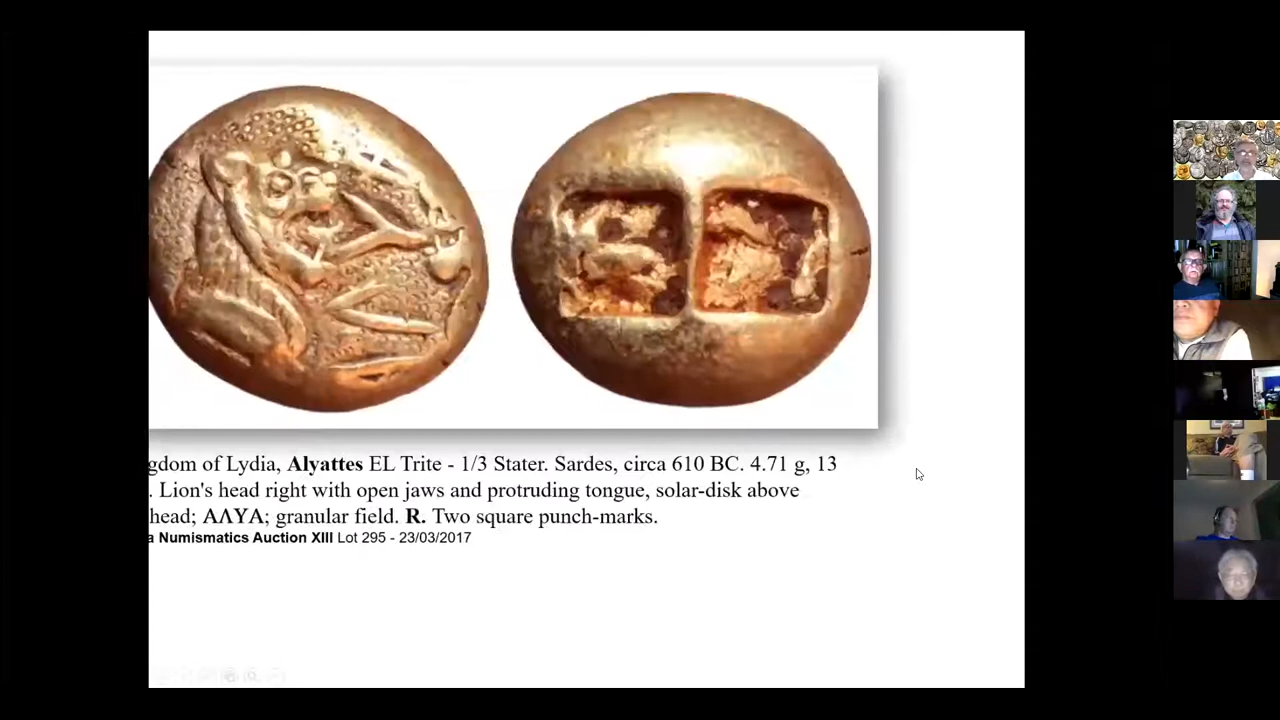 gdom of Lydia, Alyattes EL Trite - 1/3 Stater. Sardes, circa 610 BC. 4.71 g, 13
. Lion's head right with open jaws and protruding tongue, solar-disk above
head; ΑΛΥΑ; granular field. R. Two square punch-marks.
a Numismatics Auction XIII Lot 295 - 23/03/2017